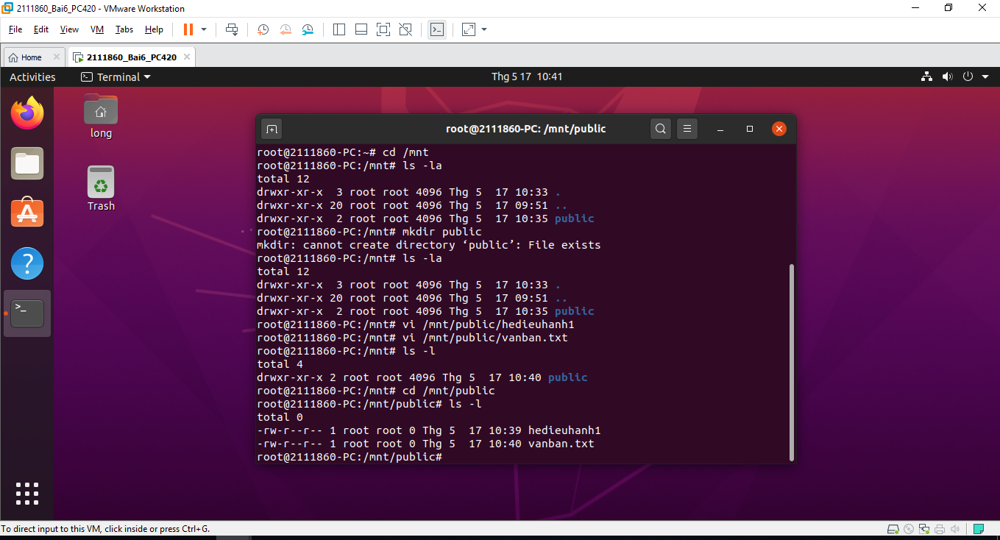 2111860_Bai6_PC420 - VMware Workstation
File Edit View VM Tabs Help
Home 2111860_Bai6_PC420
Activities Terminal Thg 5 17 10:41
long
Trash
root@2111860-PC: /mnt/public
root@2111860-PC:~# cd /mnt
root@2111860-PC:/mnt# ls -la
total 12
drwxr-xr-x  3 root root 4096 Thg 5  17 10:33 .
drwxr-xr-x 20 root root 4096 Thg 5  17 09:51 ..
drwxr-xr-x  2 root root 4096 Thg 5  17 10:35 public
root@2111860-PC:/mnt# mkdir public
mkdir: cannot create directory ‘public’: File exists
root@2111860-PC:/mnt# ls -la
total 12
drwxr-xr-x  3 root root 4096 Thg 5  17 10:33 .
drwxr-xr-x 20 root root 4096 Thg 5  17 09:51 ..
drwxr-xr-x  2 root root 4096 Thg 5  17 10:35 public
root@2111860-PC:/mnt# vi /mnt/public/hedieuhanh1
root@2111860-PC:/mnt# vi /mnt/public/vanban.txt
root@2111860-PC:/mnt# ls -l
total 4
drwxr-xr-x 2 root root 4096 Thg 5  17 10:40 public
root@2111860-PC:/mnt# cd /mnt/public
root@2111860-PC:/mnt/public# ls -l
total 0
-rw-r--r-- 1 root root 0 Thg 5  17 10:39 hedieuhanh1
-rw-r--r-- 1 root root 0 Thg 5  17 10:40 vanban.txt
root@2111860-PC:/mnt/public#
To direct input to this VM, click inside or press Ctrl+G.